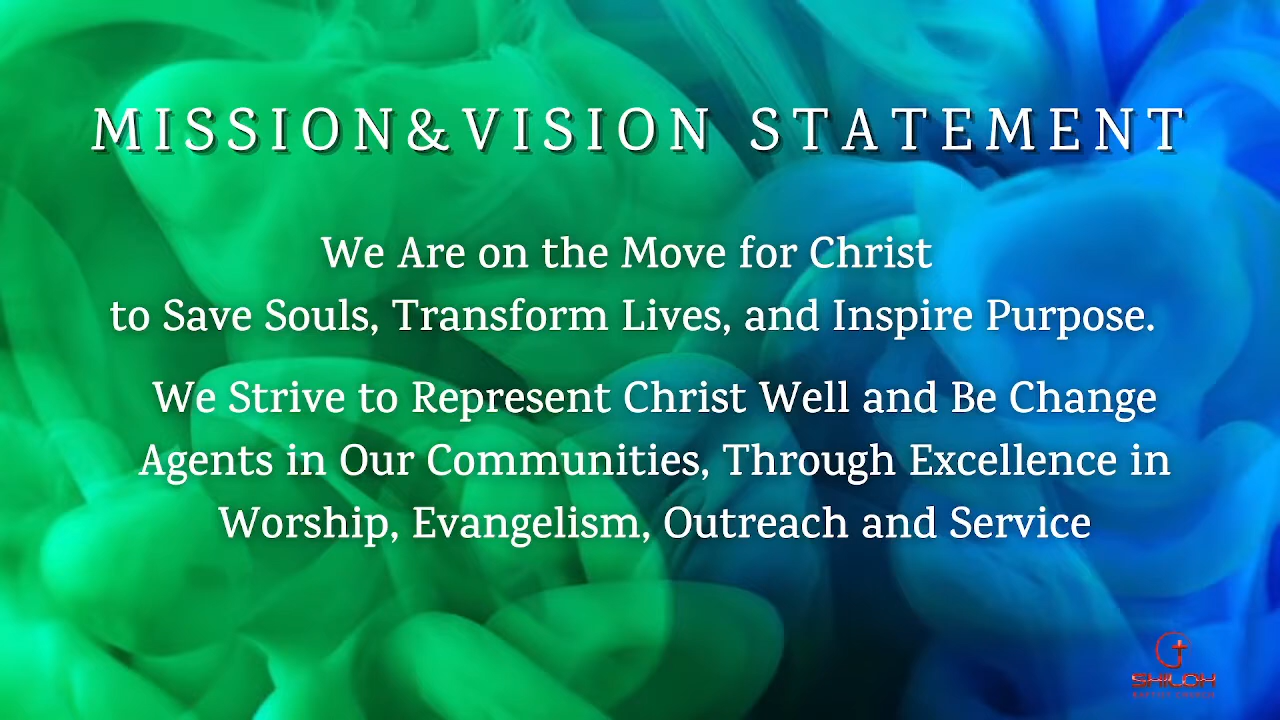 MISSION&VISION STATEMENT
We Are on the Move for Christ
to Save Souls, Transform Lives, and Inspire Purpose.
We Strive to Represent Christ Well and Be Change
Agents in Our Communities, Through Excellence in
Worship, Evangelism, Outreach and Service
SHILOH
BAPTIST CHURCH